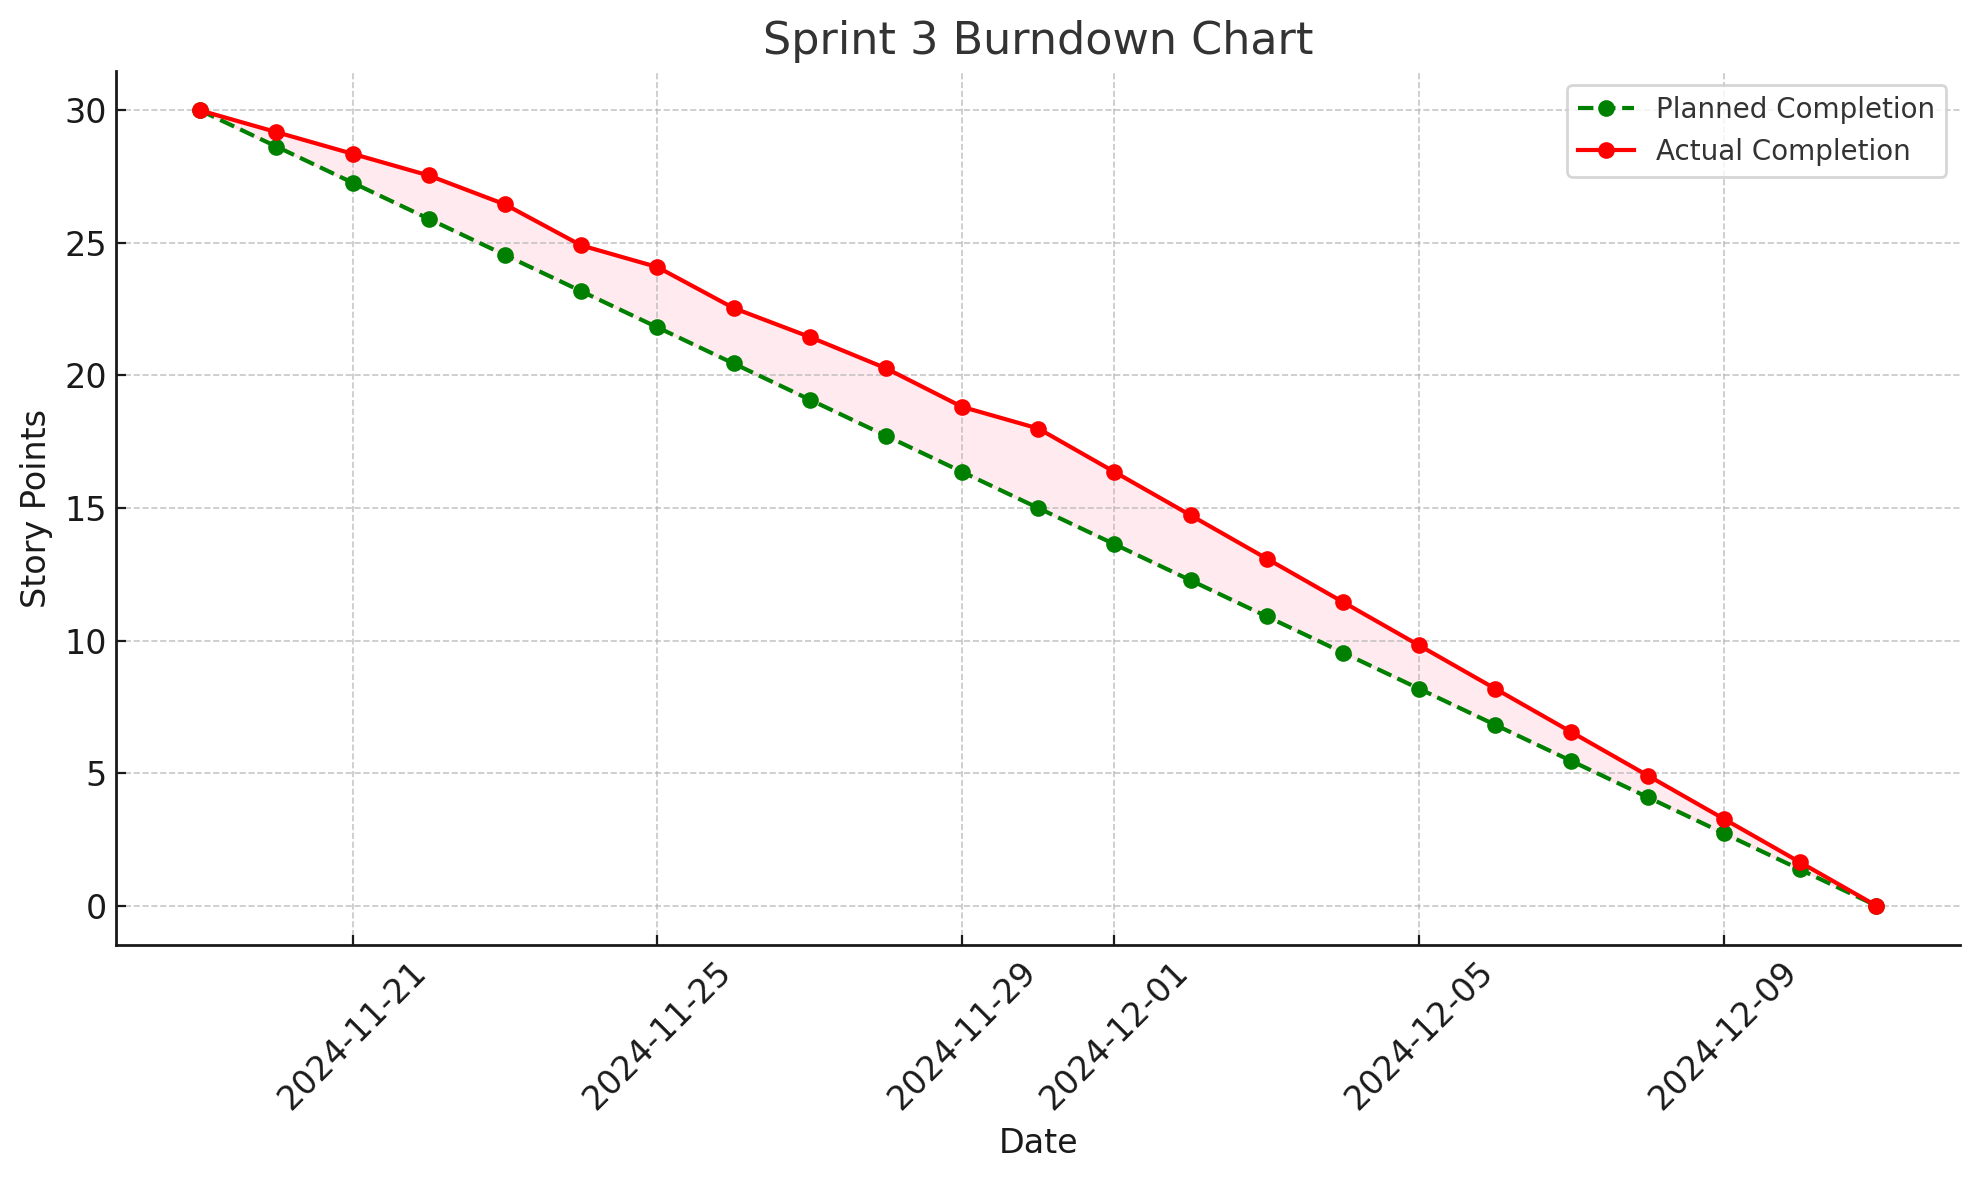 Sprint 3 Burndown Chart
Planned Completion
Actual Completion
Story Points
30
25
20
15
10
5
0
2024-11-21
2024-11-25
2024-11-29
2024-12-01
2024-12-05
2024-12-09
Date